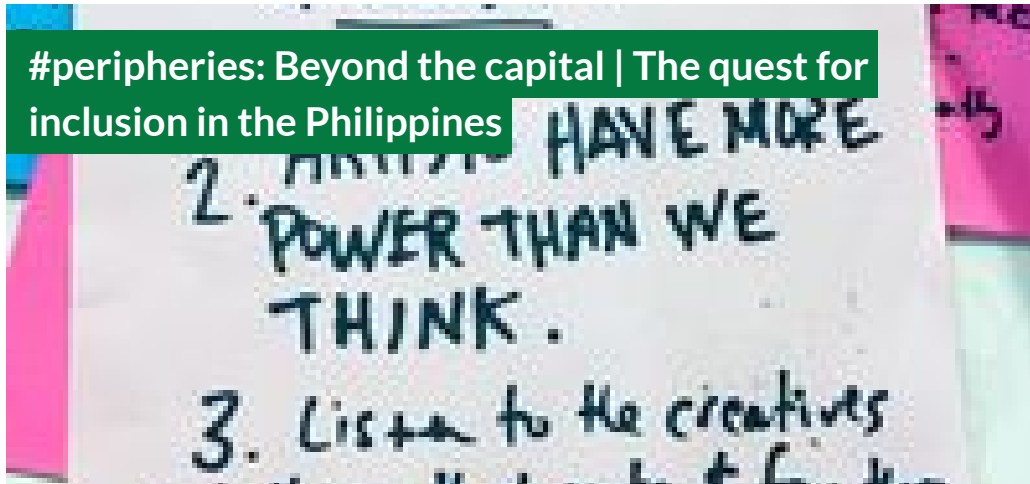 #peripheries: Beyond the capital | The quest for
inclusion in the Philippines
2. ARTISTS HAVE MORE
POWER THAN WE
THINK.
3. Listen to the creatives